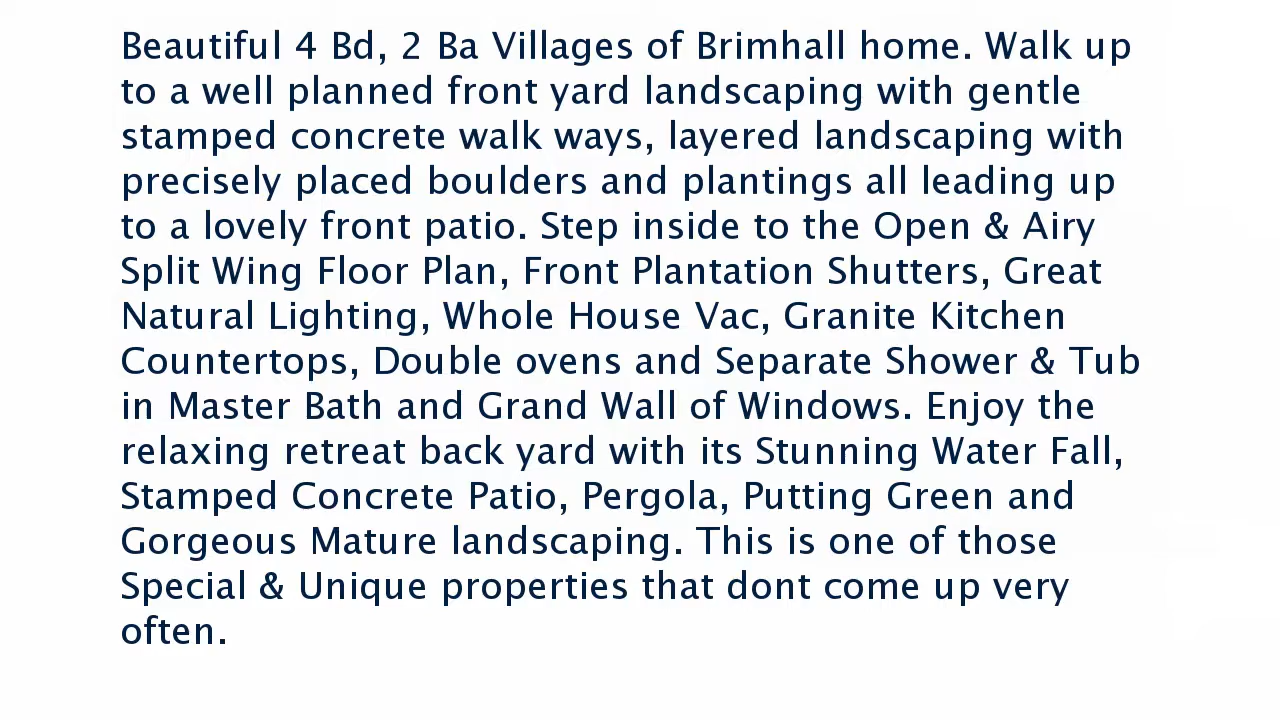 Beautiful 4 Bd, 2 Ba Villages of Brimhall home. Walk up
to a well planned front yard landscaping with gentle
stamped concrete walk ways, layered landscaping with
precisely placed boulders and plantings all leading up
to a lovely front patio. Step inside to the Open & Airy
Split Wing Floor Plan, Front Plantation Shutters, Great
Natural Lighting, Whole House Vac, Granite Kitchen
Countertops, Double ovens and Separate Shower & Tub
in Master Bath and Grand Wall of Windows. Enjoy the
relaxing retreat back yard with its Stunning Water Fall,
Stamped Concrete Patio, Pergola, Putting Green and
Gorgeous Mature landscaping. This is one of those
Special & Unique properties that dont come up very
often.